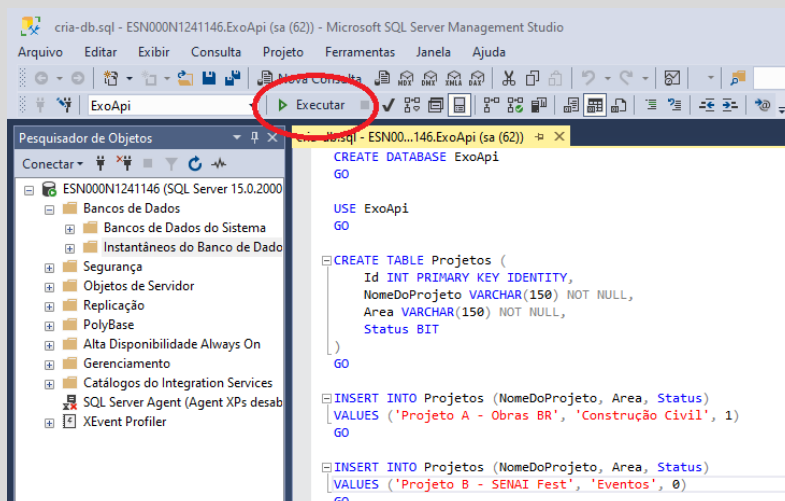 cria-db.sql - ESN000N1241146.ExoApi (sa (62)) - Microsoft SQL Server Management Studio
Arquivo Editar Exibir Consulta Projeto Ferramentas Janela Ajuda
Nova Consulta MDX DMX XMLA DAX
ExoApi Executar
Pesquisador de Objetos
cria-db.sql - ESN00...146.ExoApi (sa (62))
Conectar
ESN000N1241146 (SQL Server 15.0.2000
Bancos de Dados
Bancos de Dados do Sistema
Instantâneos do Banco de Dado
Segurança
Objetos de Servidor
Replicação
PolyBase
Alta Disponibilidade Always On
Gerenciamento
Catálogos do Integration Services
SQL Server Agent (Agent XPs desab
XEvent Profiler
CREATE DATABASE ExoApi
GO
USE ExoApi
GO
CREATE TABLE Projetos (
Id INT PRIMARY KEY IDENTITY,
NomeDoProjeto VARCHAR(150) NOT NULL,
Area VARCHAR(150) NOT NULL,
Status BIT
)
GO
INSERT INTO Projetos (NomeDoProjeto, Area, Status)
VALUES ('Projeto A - Obras BR', 'Construção Civil', 1)
GO
INSERT INTO Projetos (NomeDoProjeto, Area, Status)
VALUES ('Projeto B - SENAI Fest', 'Eventos', 0)
GO